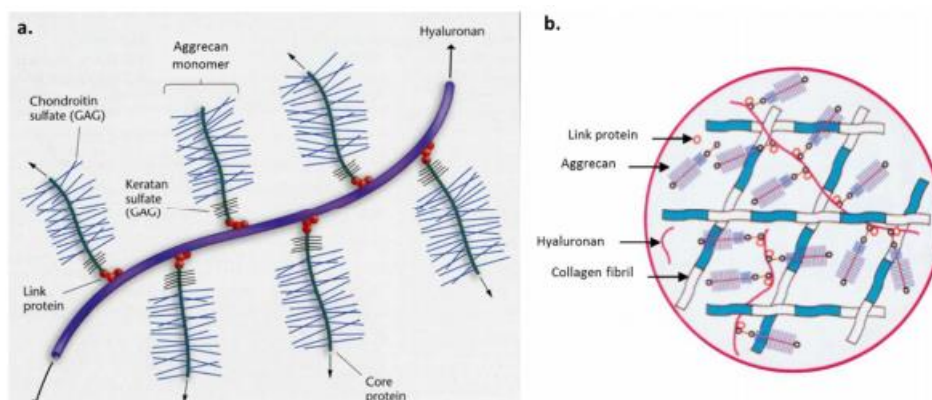 a.
Hyaluronan
Aggrecan
monomer
Chondroitin
sulfate (GAG)
Keratan
sulfate
(GAG)
Link
protein
Core
protein
b.
Link protein
Aggrecan
Hyaluronan
Collagen fibril